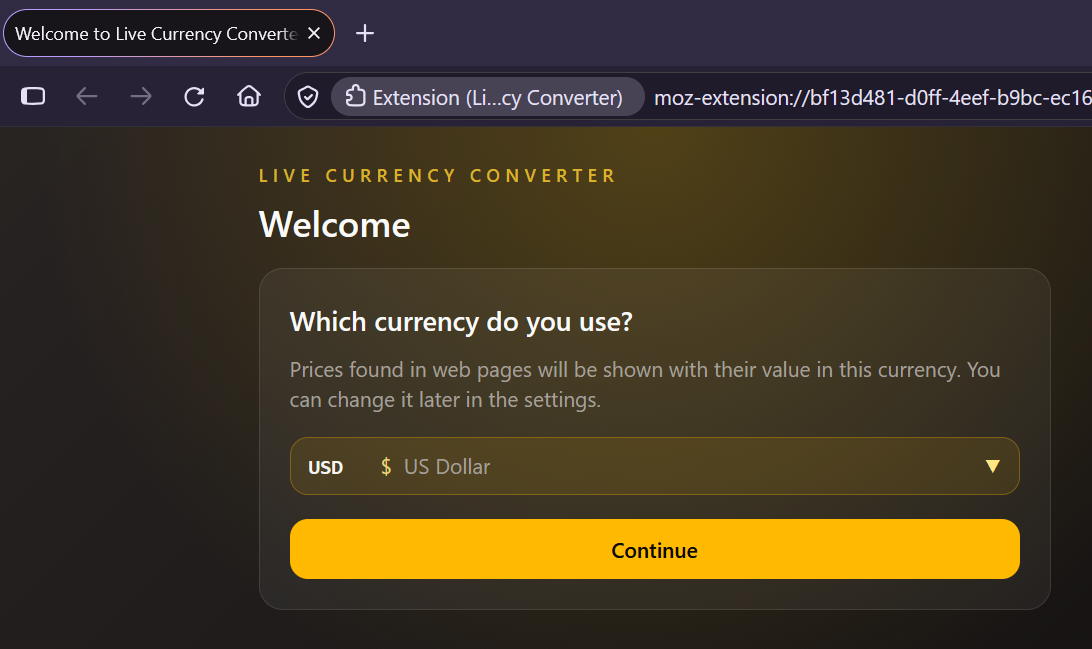 Welcome to Live Currency Converte
Extension (Li...cy Converter) moz-extension://bf13d481-d0ff-4eef-b9bc-ec16
LIVE CURRENCY CONVERTER
Welcome
Which currency do you use?
Prices found in web pages will be shown with their value in this currency. You
can change it later in the settings.
USD $ US Dollar
Continue